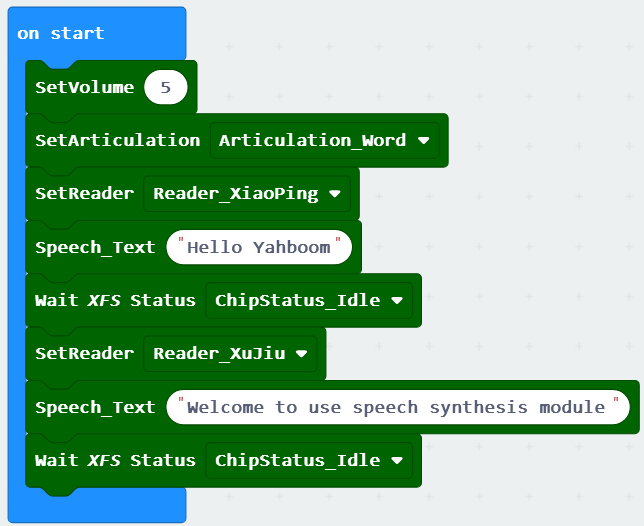 on start
SetVolume 5
SetArticulation Articulation_Word
SetReader Reader_XiaoPing
Speech_Text "Hello Yahboom"
Wait XFS Status ChipStatus_Idle
SetReader Reader_XuJiu
Speech_Text "Welcome to use speech synthesis module"
Wait XFS Status ChipStatus_Idle